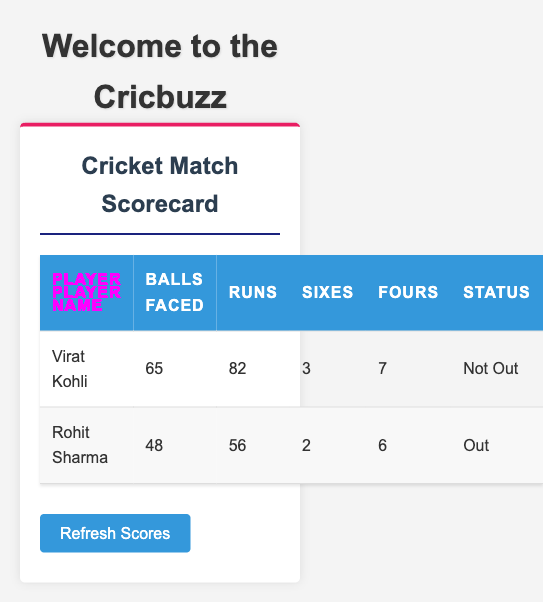 Welcome to the
Cricbuzz
Cricket Match
Scorecard
PLAYER
PLAYER
NAME
BALLS
FACED
RUNS
SIXES
FOURS
STATUS
Virat
Kohli
65
82
3
7
Not Out
Rohit
Sharma
48
56
2
6
Out
Refresh Scores